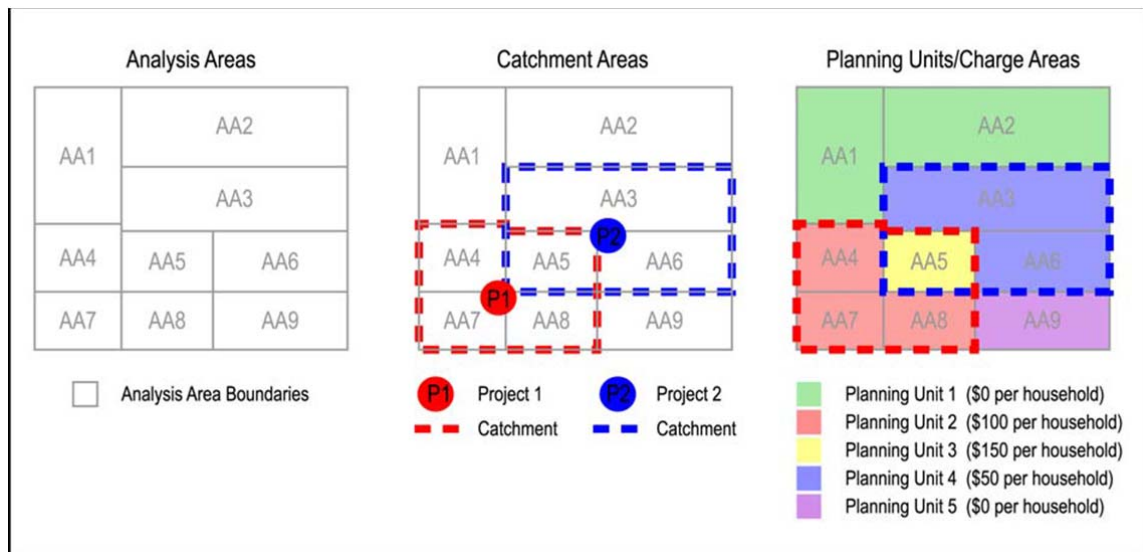 Analysis Areas
AA1
AA2
AA3
AA4
AA5
AA6
AA7
AA8
AA9
Analysis Area Boundaries
Catchment Areas
AA1
AA2
AA3
P2
AA4
AA5
AA6
P1
AA7
AA8
AA9
P1 Project 1
P2 Project 2
Catchment
Catchment
Planning Units/Charge Areas
AA1
AA2
AA3
AA4
AA5
AA6
AA7
AA8
AA9
Planning Unit 1 ($0 per household)
Planning Unit 2 ($100 per household)
Planning Unit 3 ($150 per household)
Planning Unit 4 ($50 per household)
Planning Unit 5 ($0 per household)